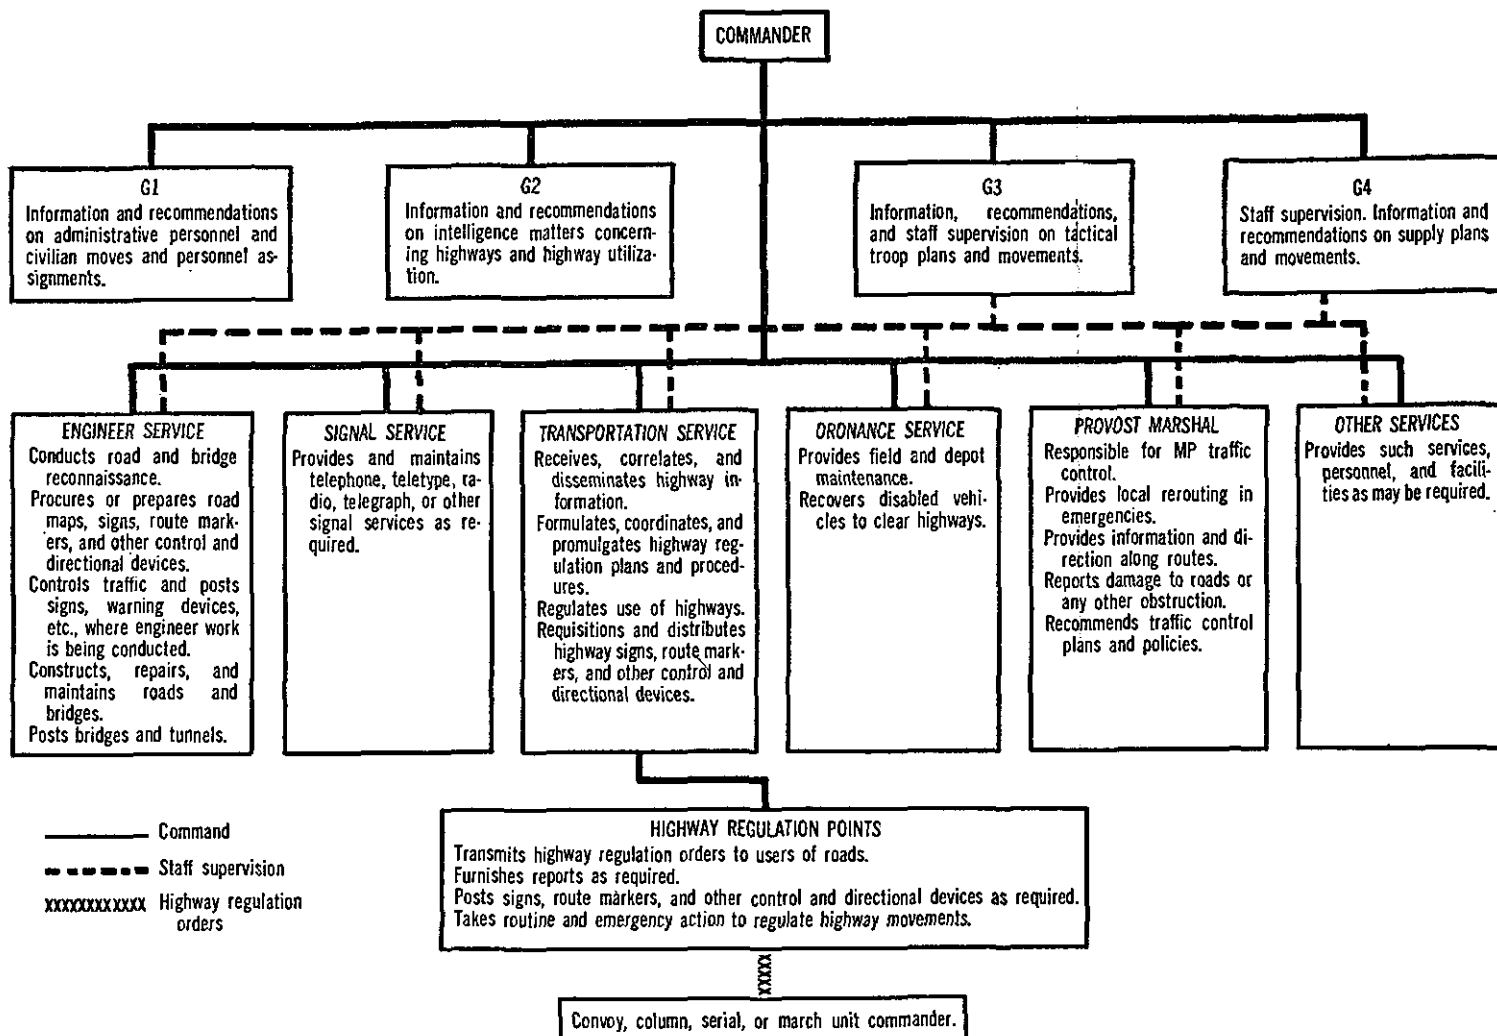 COMMANDER
G1
Information and recommendations
on administrative personnel and
civilian moves and personnel as-
signments.
G2
Information and recommendations
on intelligence matters concern-
ing highways and highway utiliza-
tion.
G3
Information, recommendations,
and staff supervision on tactical
troop plans and movements.
G4
Staff supervision. Information and
recommendations on supply plans
and movements.
ENGINEER SERVICE
Conducts road and bridge
reconnaissance.
Procures or prepares road
maps, signs, route mark-
ers, and other control and
directional devices.
Controls traffic and posts
signs, warning devices,
etc., where engineer work
is being conducted.
Constructs, repairs, and
maintains roads and
bridges.
Posts bridges and tunnels.
SIGNAL SERVICE
Provides and maintains
telephone, teletype, ra-
dio, telegraph, or other
signal services as re-
quired.
TRANSPORTATION SERVICE
Receives, correlates, and
disseminates highway in-
formation.
Formulates, coordinates, and
promulgates highway reg-
ulation plans and proced-
ures.
Regulates use of highways.
Requisitions and distributes
highway signs, route mark-
ers, and other control and
directional devices.
ORDNANCE SERVICE
Provides field and depot
maintenance.
Recovers disabled vehi-
cles to clear highways.
PROVOST MARSHAL
Responsible for MP traffic
control.
Provides local rerouting in
emergencies.
Provides information and di-
rection along routes.
Reports damage to roads or
any other obstruction.
Recommends traffic control
plans and policies.
OTHER SERVICES
Provides such services,
personnel, and facili-
ties as may be required.
HIGHWAY REGULATION POINTS
Transmits highway regulation orders to users of roads.
Furnishes reports as required.
Posts signs, route markers, and other control and directional devices as required.
Takes routine and emergency action to regulate highway movements.
Command
Staff supervision
XXXXXXXXXXXX Highway regulation
orders
XXXXX
Convoy, column, serial, or march unit commander.